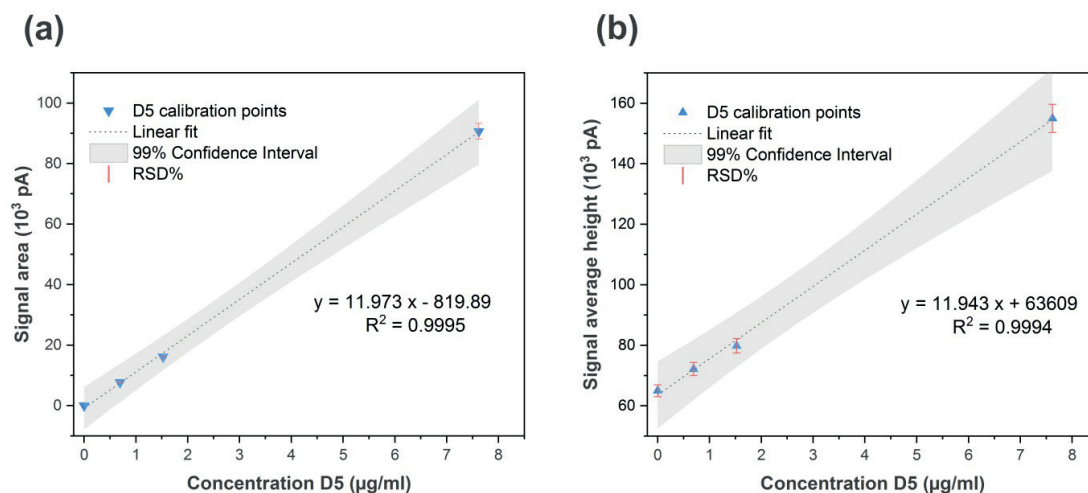 (a)
D5 calibration points
Linear fit
99% Confidence Interval
RSD%
y = 11.973 x - 819.89
R² = 0.9995
Signal area (10³ pA)
100
80
60
40
20
0
0 1 2 3 4 5 6 7 8
Concentration D5 (µg/ml)
(b)
D5 calibration points
Linear fit
99% Confidence Interval
RSD%
y = 11.943 x + 63609
R² = 0.9994
Signal average height (10³ pA)
160
140
120
100
80
60
0 1 2 3 4 5 6 7 8
Concentration D5 (µg/ml)